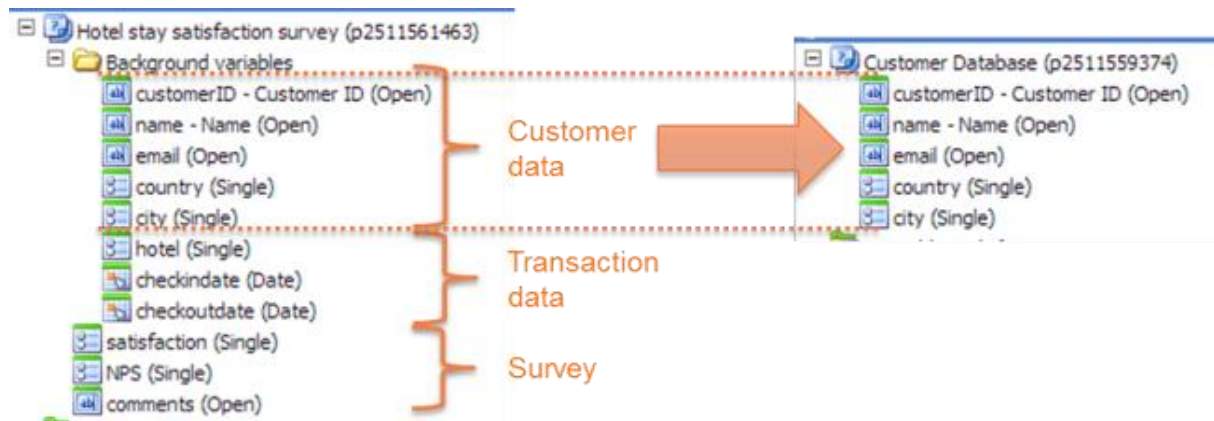 Hotel stay satisfaction survey (p2511561463)
Background variables
customerID - Customer ID (Open)
name - Name (Open)
email (Open)
country (Single)
city (Single)
hotel (Single)
checkindate (Date)
checkoutdate (Date)
satisfaction (Single)
NPS (Single)
comments (Open)
Customer
data
Transaction
data
Survey
Customer Database (p2511559374)
customerID - Customer ID (Open)
name - Name (Open)
email (Open)
country (Single)
city (Single)